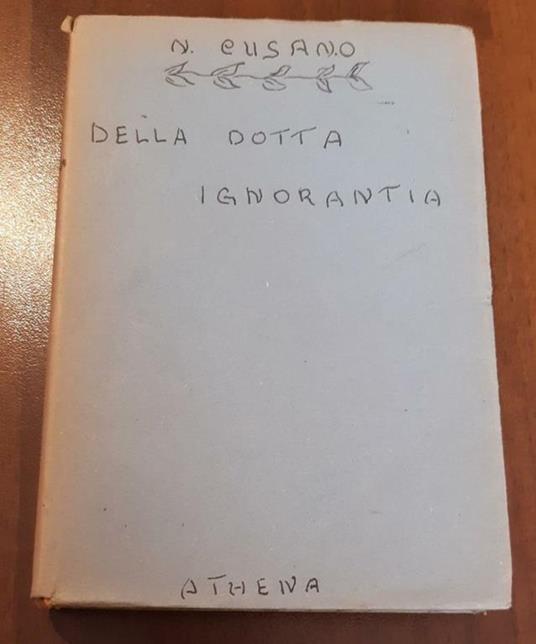 N. CUSANO
DELLA DOTTA
IGNORANTIA
ATHENA